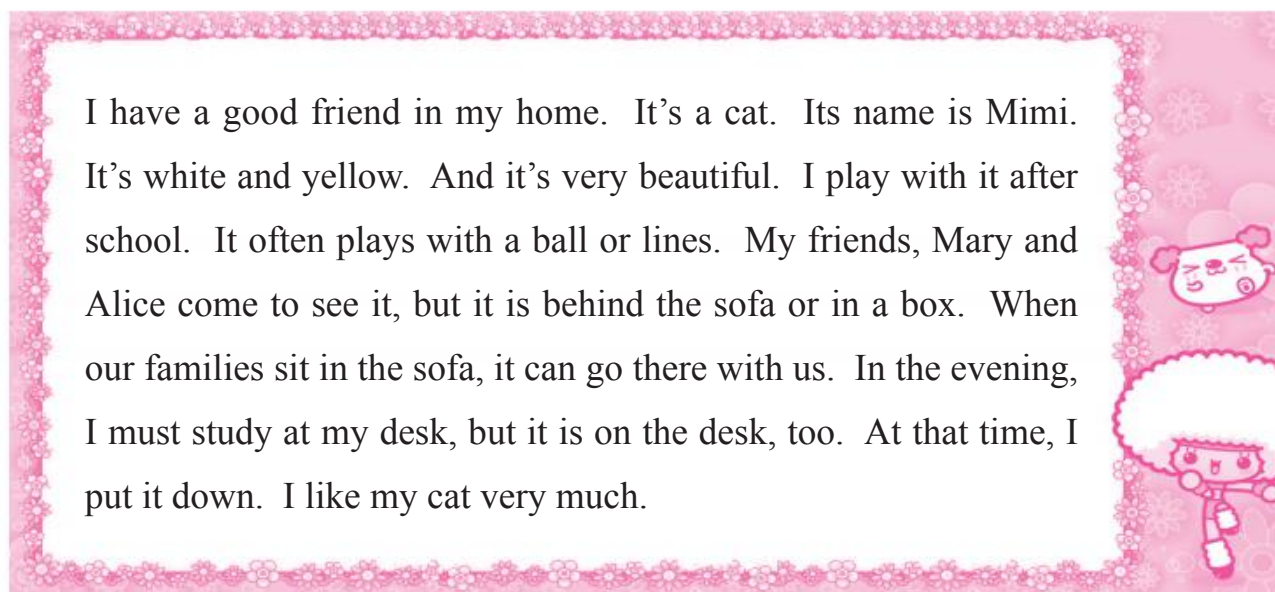 I have a good friend in my home. It’s a cat. Its name is Mimi.
It’s white and yellow. And it’s very beautiful. I play with it after
school. It often plays with a ball or lines. My friends, Mary and
Alice come to see it, but it is behind the sofa or in a box. When
our families sit in the sofa, it can go there with us. In the evening,
I must study at my desk, but it is on the desk, too. At that time, I
put it down. I like my cat very much.